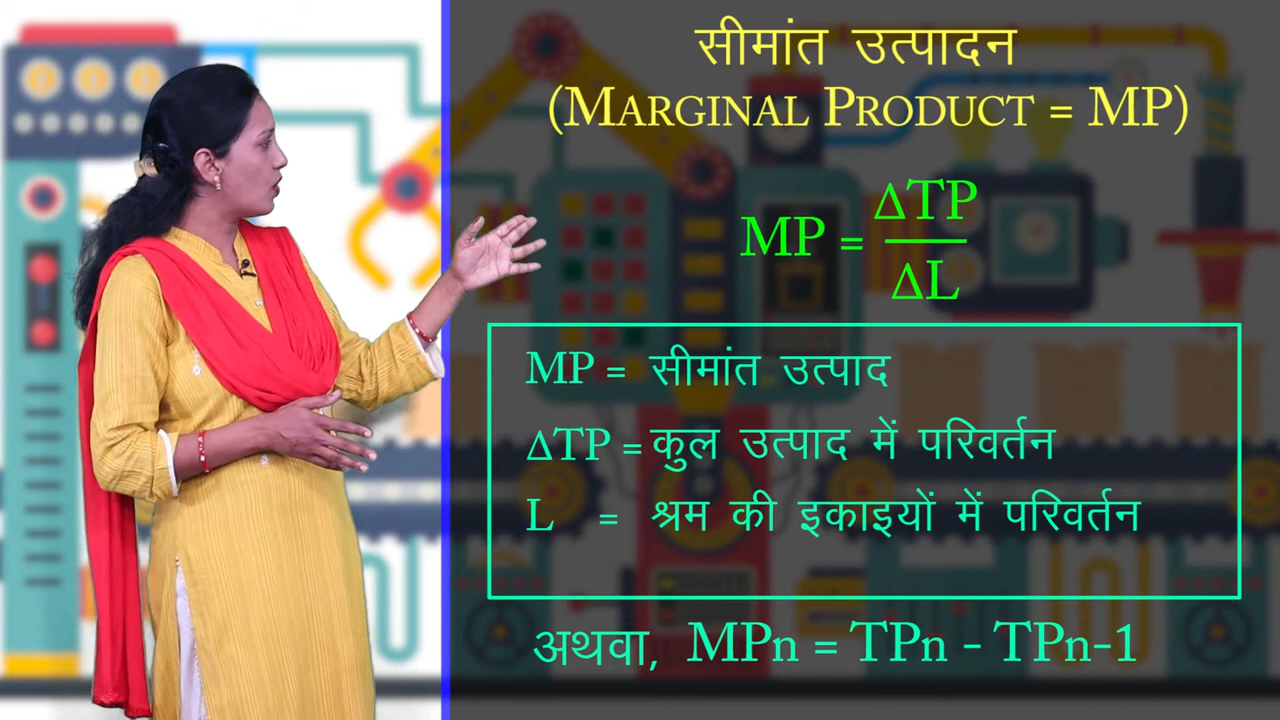 सीमांत उत्पादन
(MARGINAL PRODUCT = MP)
MP = ΔTP
ΔL
MP = सीमांत उत्पाद
ΔTP = कुल उत्पाद में परिवर्तन
L = श्रम की इकाइयों में परिवर्तन
अथवा, MPn = TPn - TPn-1